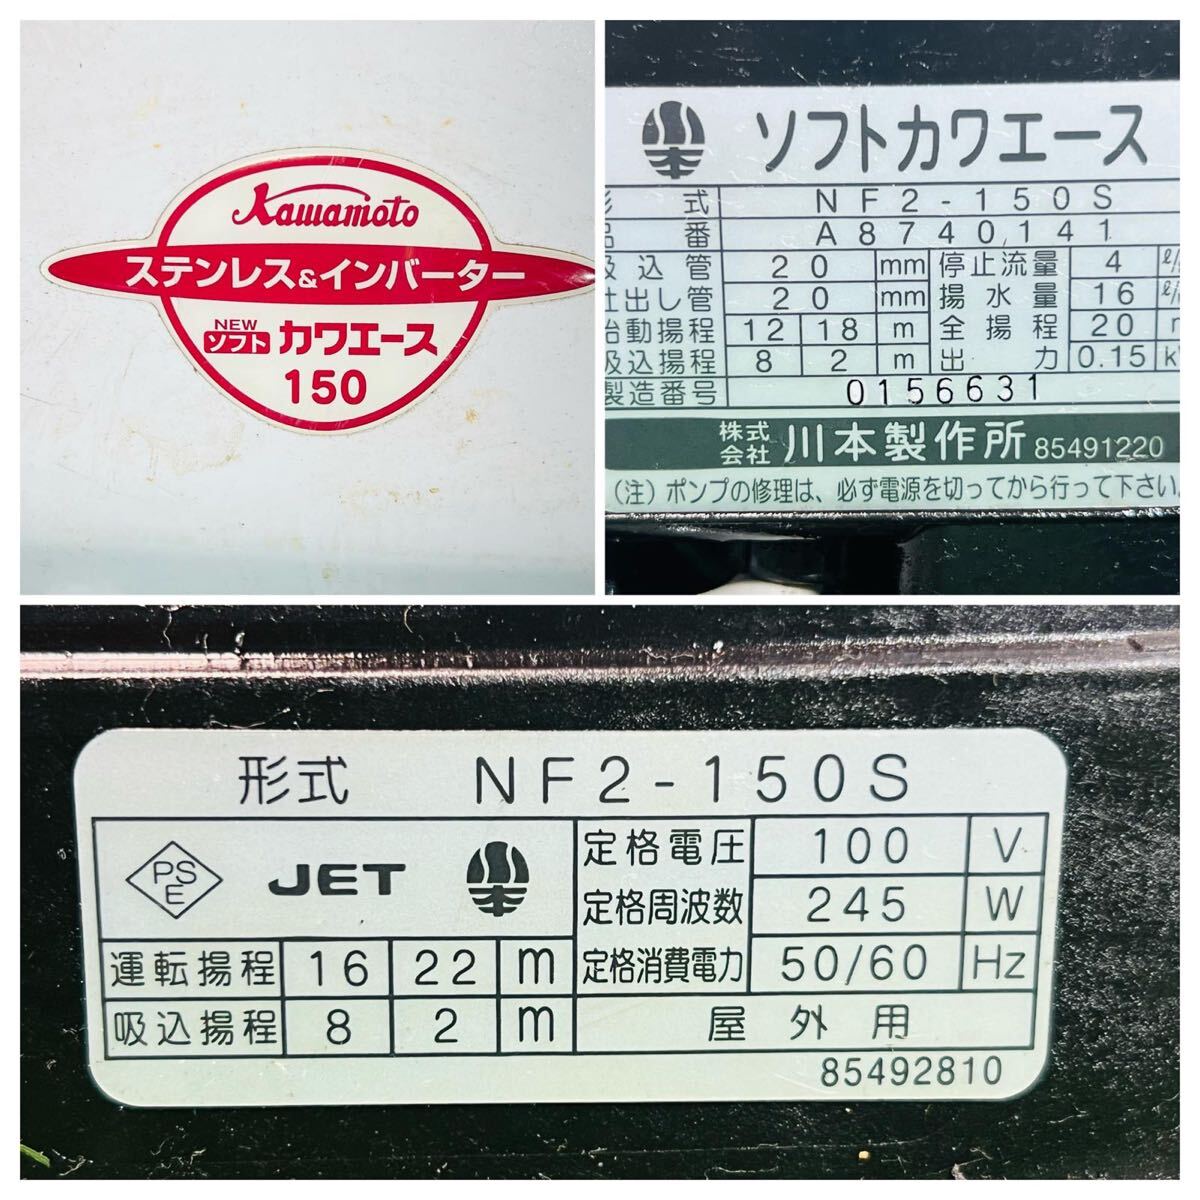 Kawamoto
ステンレス&インバーター
NEW
ソフト カワエース
150
ソフトカワエース
形 式 NF2-150S
品 番 A8740,141
吸込管 20 mm 停止流量 4
吐出し管 20 mm 揚水量 16
始動揚程 12 18 m 全揚程 20
吸込揚程 8 2 m 出力 0.15
製造番号 0156631
株式会社 川本製作所 85491220
(注) ポンプの修理は、必ず電源を切ってから行って下さい。
形式 NF2-150S
PSE JET 定格電圧 100 V
定格周波数 245 W
運転揚程 16 22 m 定格消費電力 50/60 Hz
吸込揚程 8 2 m 屋外用
85492810